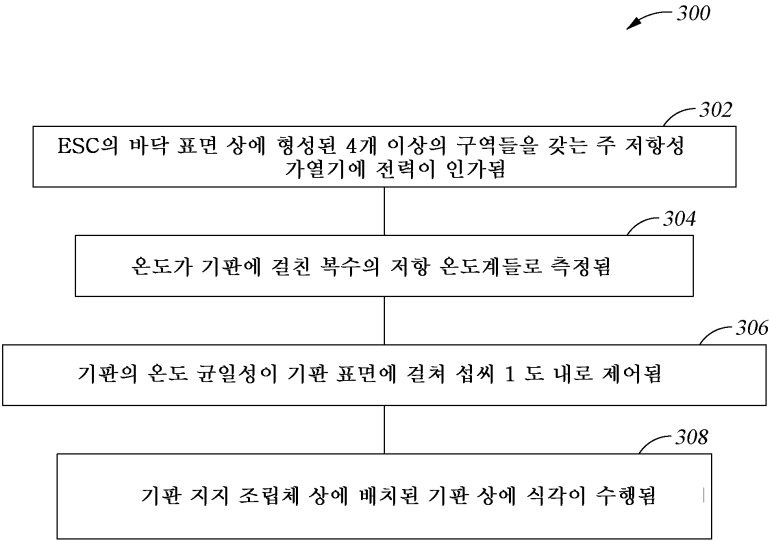 300
302
ESC의 바닥 표면 상에 형성된 4개 이상의 구역들을 갖는 주 저항성
가열기에 전력이 인가됨
304
온도가 기판에 걸친 복수의 저항 온도계들로 측정됨
306
기판의 온도 균일성이 기판 표면에 걸쳐 섭씨 1 도 내로 제어됨
308
기판 지지 조립체 상에 배치된 기판 상에 식각이 수행됨